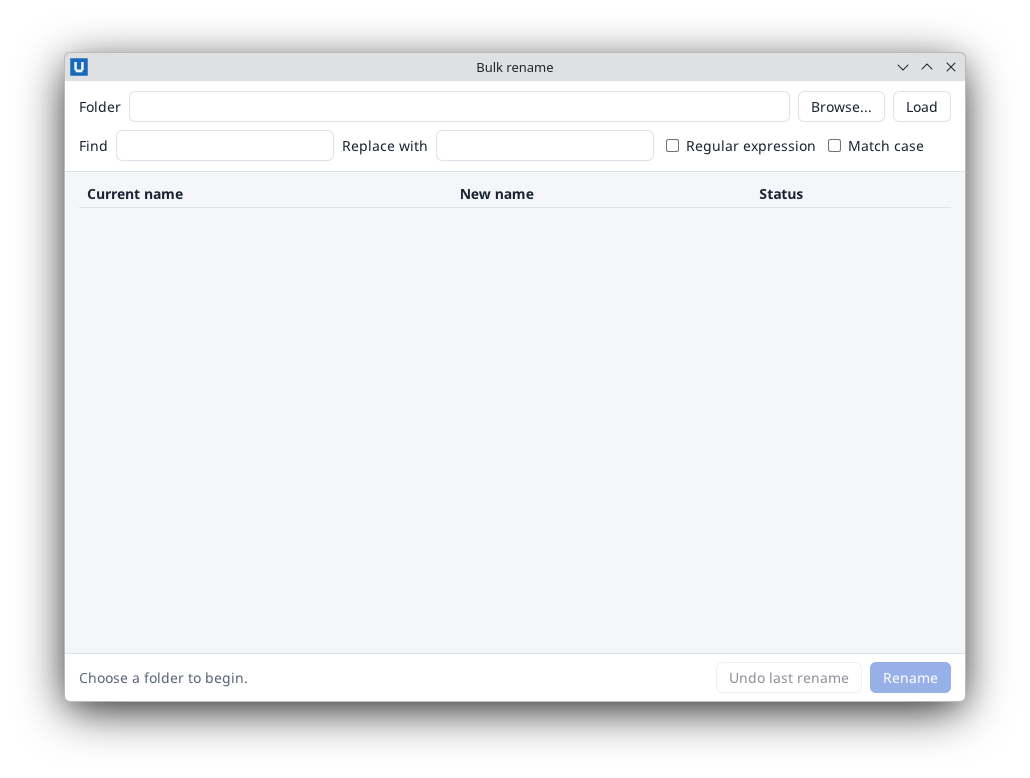 Bulk rename
Folder Browse... Load
Find Replace with Regular expression Match case
Current name New name Status
Choose a folder to begin. Undo last rename Rename